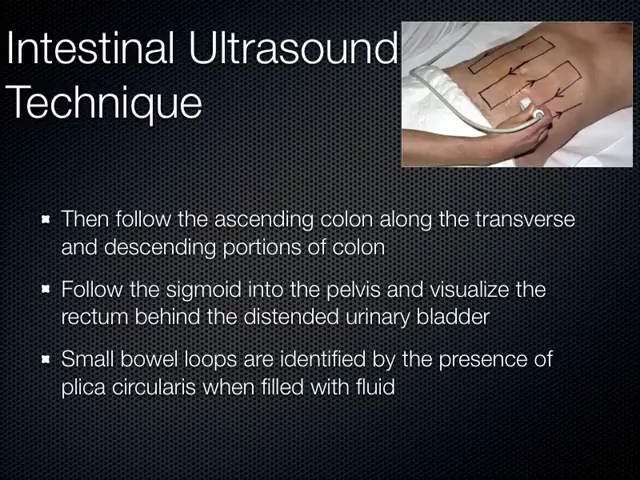 Intestinal Ultrasound
Technique
Then follow the ascending colon along the transverse
and descending portions of colon
Follow the sigmoid into the pelvis and visualize the
rectum behind the distended urinary bladder
Small bowel loops are identified by the presence of
plica circularis when filled with fluid